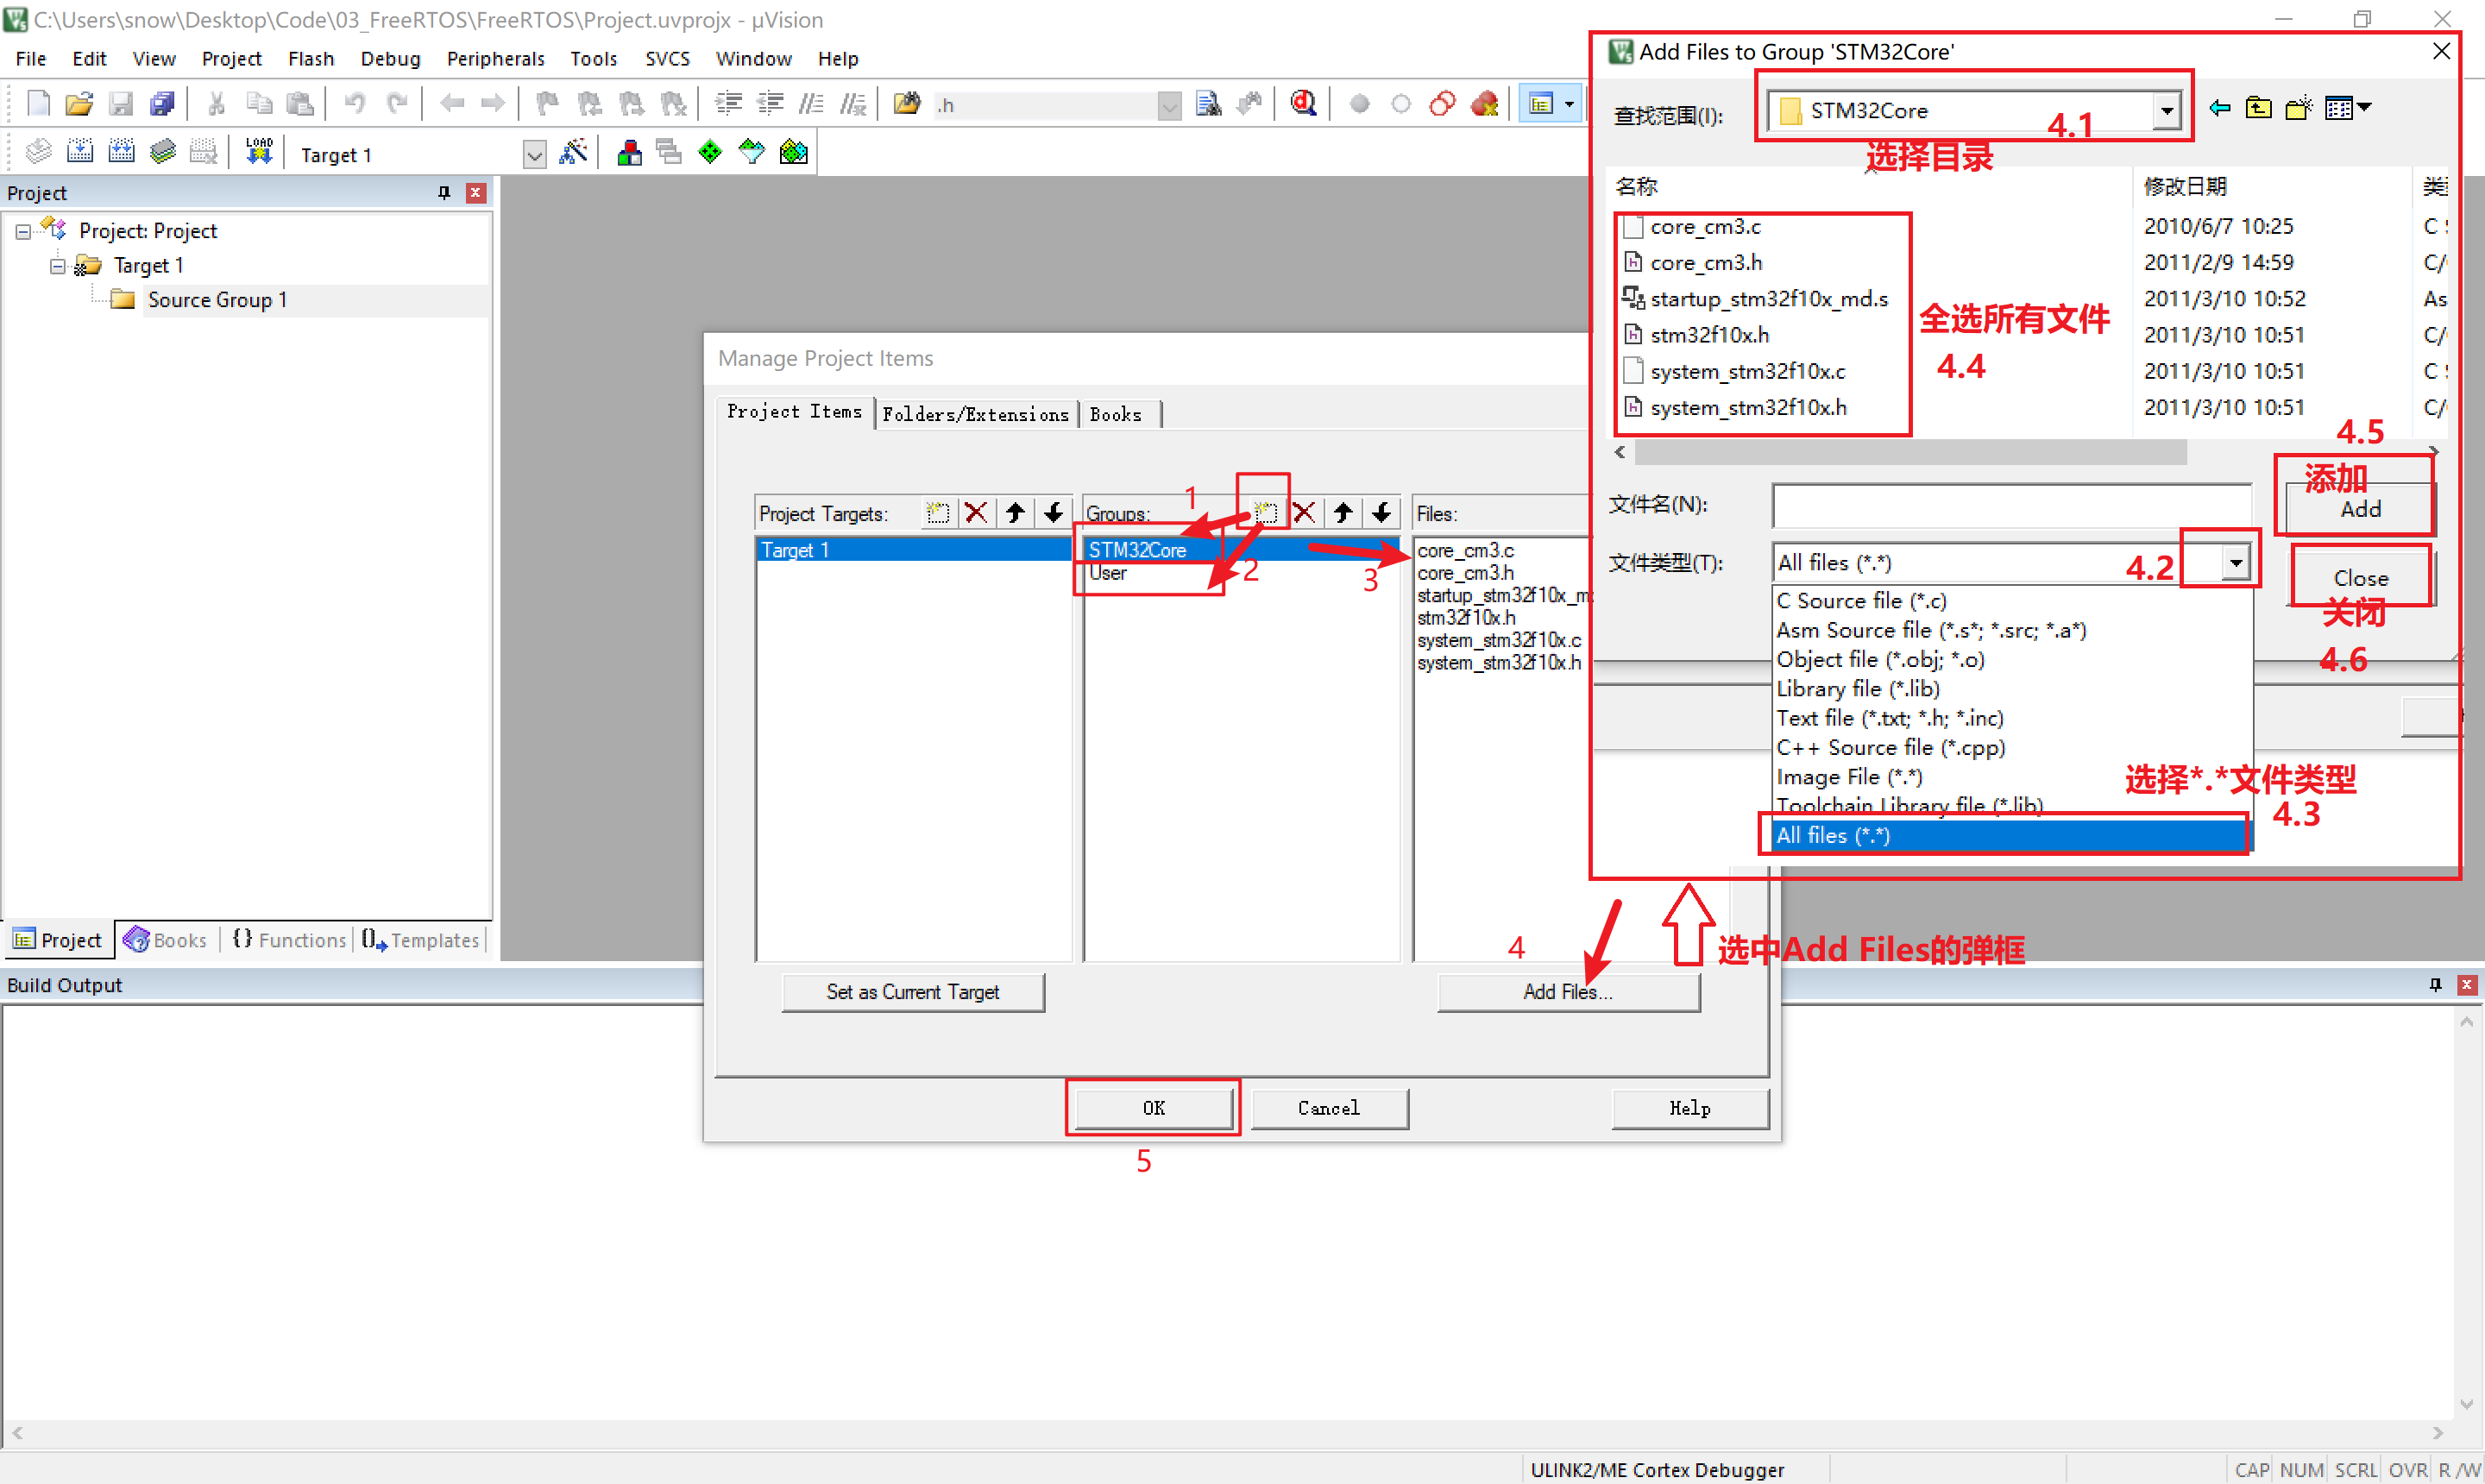 C:\Users\snow\Desktop\Code\03_FreeRTOS\FreeRTOS\Project.uvprojx - µVision
File Edit View Project Flash Debug Peripherals Tools SVCS Window Help
.h
LOAD
Target 1
Project
Project: Project
Target 1
Source Group 1
Project Books Functions Templates
Build Output
Manage Project Items
Project Items Folders/Extensions Books
Project Targets: Groups: Files:
1
Target 1
STM32Core
User
2
3
core_cm3.c
core_cm3.h
startup_stm32f10x_m
stm32f10x.h
system_stm32f10x.c
system_stm32f10x.h
4
选中Add Files的弹框
Set as Current Target
Add Files...
OK Cancel Help
5
Add Files to Group 'STM32Core'
查找范围(I):
STM32Core
4.1
选择目录
名称 修改日期
core_cm3.c 2010/6/7 10:25 C
core_cm3.h 2011/2/9 14:59 C/
startup_stm32f10x_md.s 2011/3/10 10:52 As
stm32f10x.h 2011/3/10 10:51 C/
system_stm32f10x.c 2011/3/10 10:51 C
system_stm32f10x.h 2011/3/10 10:51 C/
全选所有文件
4.4
4.5
添加
文件名(N):
Add
文件类型(T):
All files (*.*)
4.2
Close
关闭
4.6
C Source file (*.c)
Asm Source file (*.s*; *.src; *.a*)
Object file (*.obj; *.o)
Library file (*.lib)
Text file (*.txt; *.h; *.inc)
C++ Source file (*.cpp)
Image File (*.*)
Toolchain Library file (*.lib)
All files (*.*)
选择*.*文件类型
4.3
ULINK2/ME Cortex Debugger
CAP NUM SCRL OVR R/W